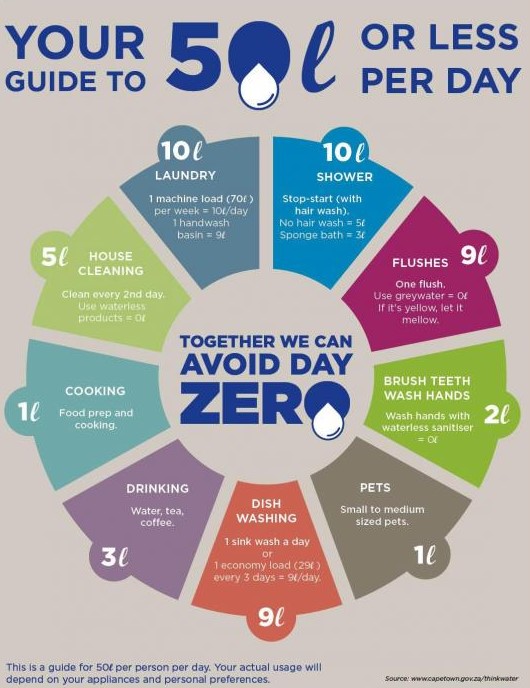 YOUR
GUIDE TO
50ℓ
OR LESS
PER DAY
10ℓ
LAUNDRY
1 machine load (70ℓ)
per week = 10ℓ/day
1 handwash
basin = 9ℓ
10ℓ
SHOWER
Stop-start (with
hair wash).
No hair wash = 5ℓ
Sponge bath = 3ℓ
FLUSHES
9ℓ
One flush.
Use greywater = 0ℓ
If it's yellow, let it
mellow.
BRUSH TEETH
WASH HANDS
2ℓ
Wash hands with
waterless sanitiser
= 0ℓ
PETS
Small to medium
sized pets.
1ℓ
DISH
WASHING
1 sink wash a day
or
1 economy load (29ℓ)
every 3 days = 9ℓ/day.
9ℓ
DRINKING
Water, tea,
coffee.
3ℓ
COOKING
1ℓ
Food prep and
cooking.
5ℓ
HOUSE
CLEANING
Clean every 2nd day.
Use waterless
products = 0ℓ
TOGETHER WE CAN
AVOID DAY
ZERO
This is a guide for 50ℓ per person per day. Your actual usage will
depend on your appliances and personal preferences.
Source: www.capetown.gov.za/thinkwater